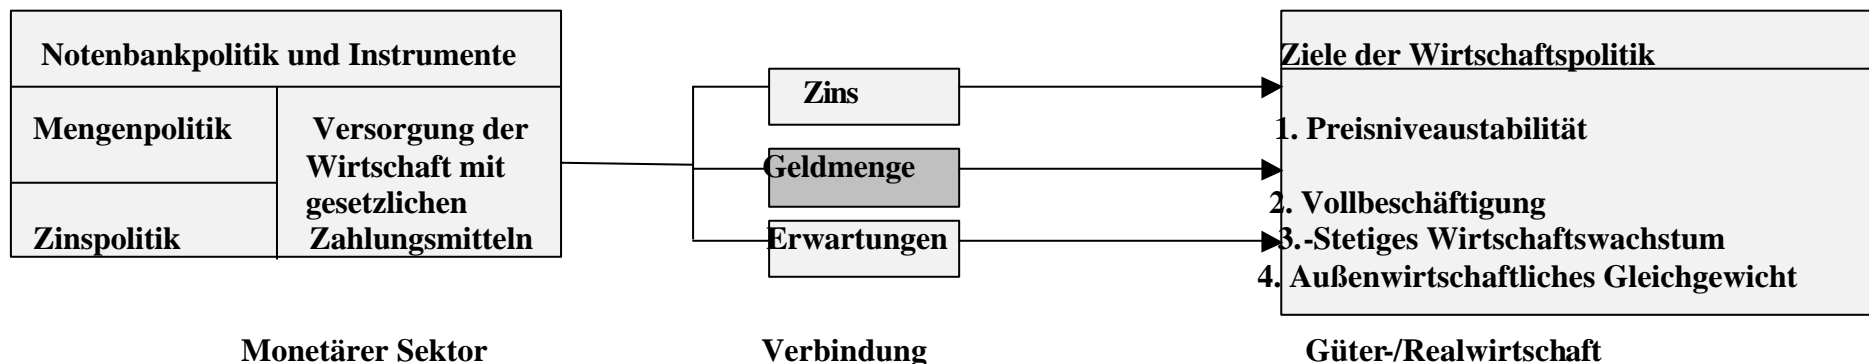 Notenbankpolitik und Instrumente
Mengenpolitik
Zinspolitik
Versorgung der
Wirtschaft mit
gesetzlichen
Zahlungsmitteln
Zins
Geldmenge
Erwartungen
Ziele der Wirtschaftspolitik
1. Preisniveaustabilität
2. Vollbeschäftigung
3.-Stetiges Wirtschaftswachstum
4. Außenwirtschaftliches Gleichgewicht
Monetärer Sektor
Verbindung
Güter-/Realwirtschaft